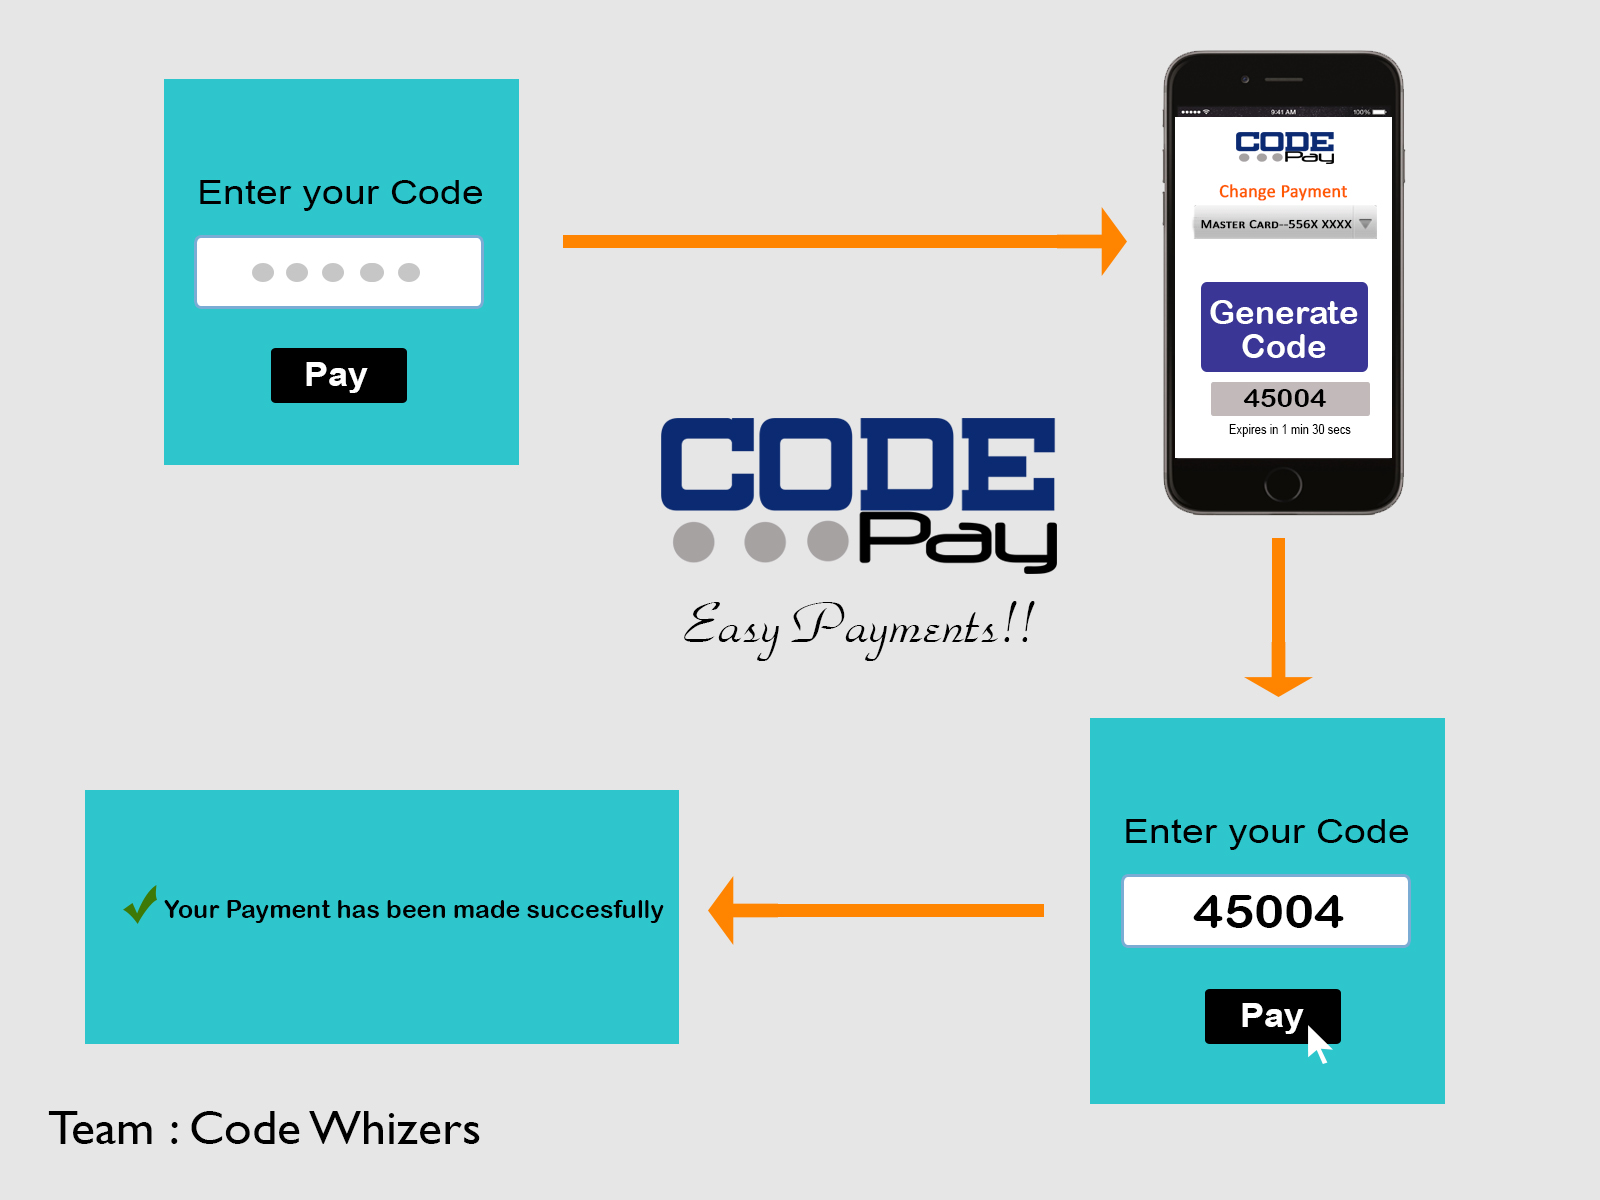 Enter your Code
Pay
9:41 AM
100%
CODE
Pay
Change Payment
MASTER CARD--556X XXXX
Generate
Code
45004
Expires in 1 min 30 secs
CODE
Pay
Easy Payments!!
Enter your Code
45004
Pay
Your Payment has been made succesfully
Team : Code Whizers